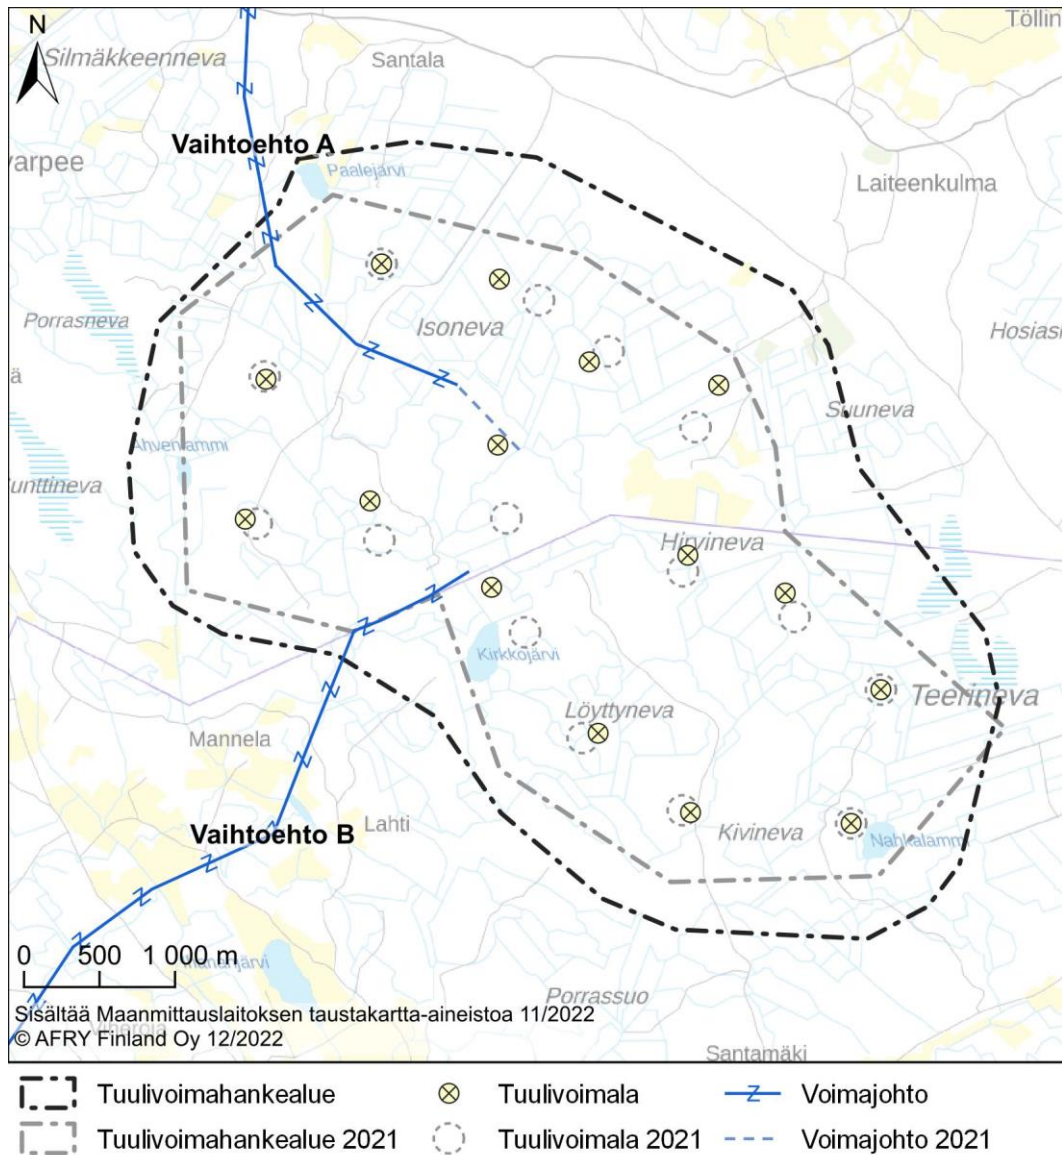 N
Töllin
Silmäkkeenneva
Santala
Vaihtoehto A
varpee
Paalejärvi
Laiteenkulma
Porrasneva
Isoneva
Hosiasl
Suuneva
Ahvenlammi
unttineva
Hirvineva
Kirkkojärvi
Teerineva
Löyttyneva
Mannela
Vaihtoehto B
Lahti
Kivineva
Nahkalammi
0 500 1 000 m
Porrassuo
Sisältää Maanmittauslaitoksen taustakartta-aineistoa 11/2022
© AFRY Finland Oy 12/2022
Santamäki
Tuulivoimahankealue
Tuulivoimala
Voimajohto
Tuulivoimahankealue 2021
Tuulivoimala 2021
Voimajohto 2021